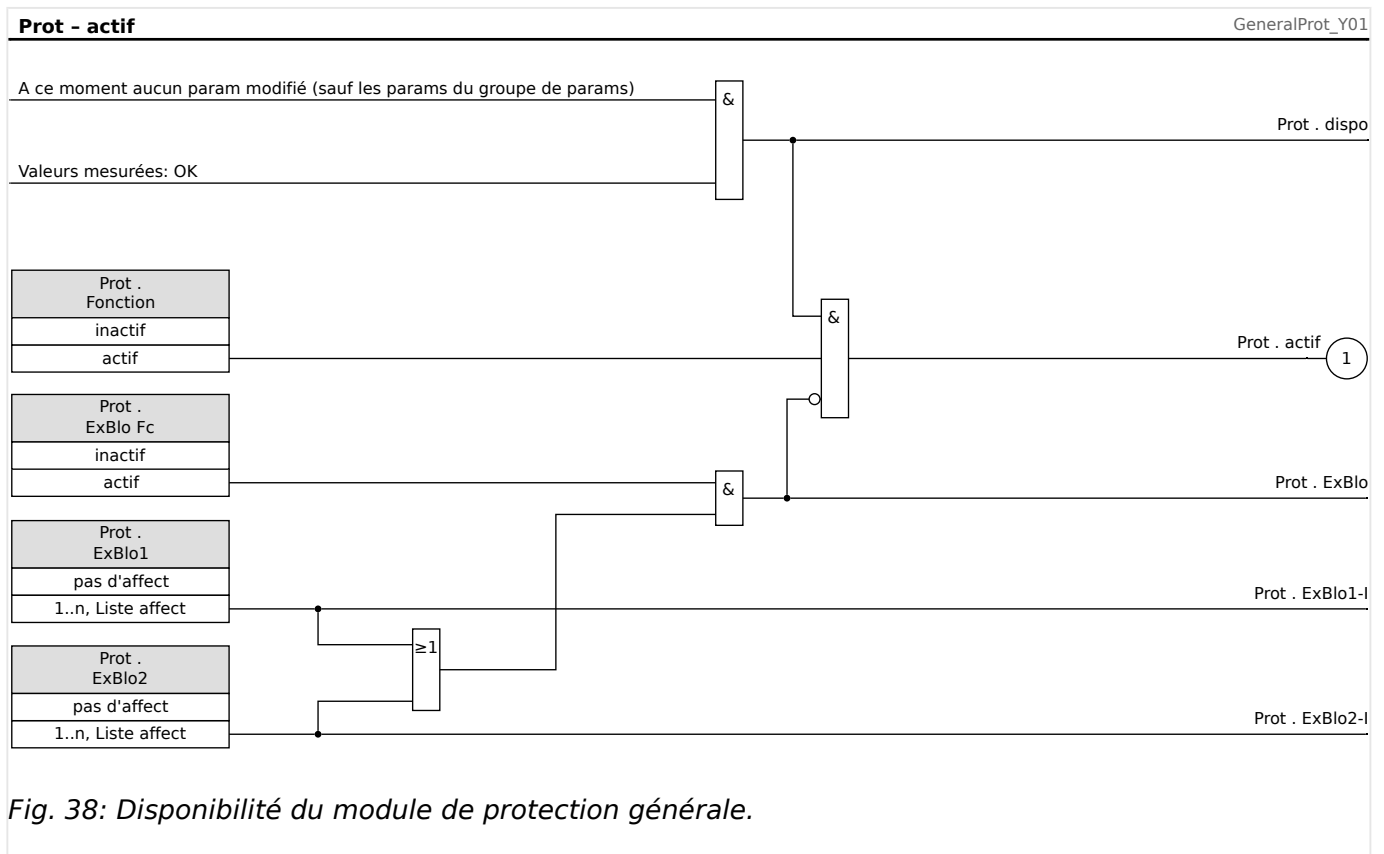 Prot – actif
GeneralProt_Y01
A ce moment aucun param modifié (sauf les params du groupe de params)
&
Prot . dispo
Valeurs mesurées: OK
Prot .
Fonction
inactif
actif
&
Prot . actif
1
Prot .
ExBlo Fc
inactif
actif
&
Prot . ExBlo
Prot .
ExBlo1
pas d'affect
1..n, Liste affect
Prot . ExBlo1-I
≥1
Prot .
ExBlo2
pas d'affect
1..n, Liste affect
Prot . ExBlo2-I
Fig. 38: Disponibilité du module de protection générale.